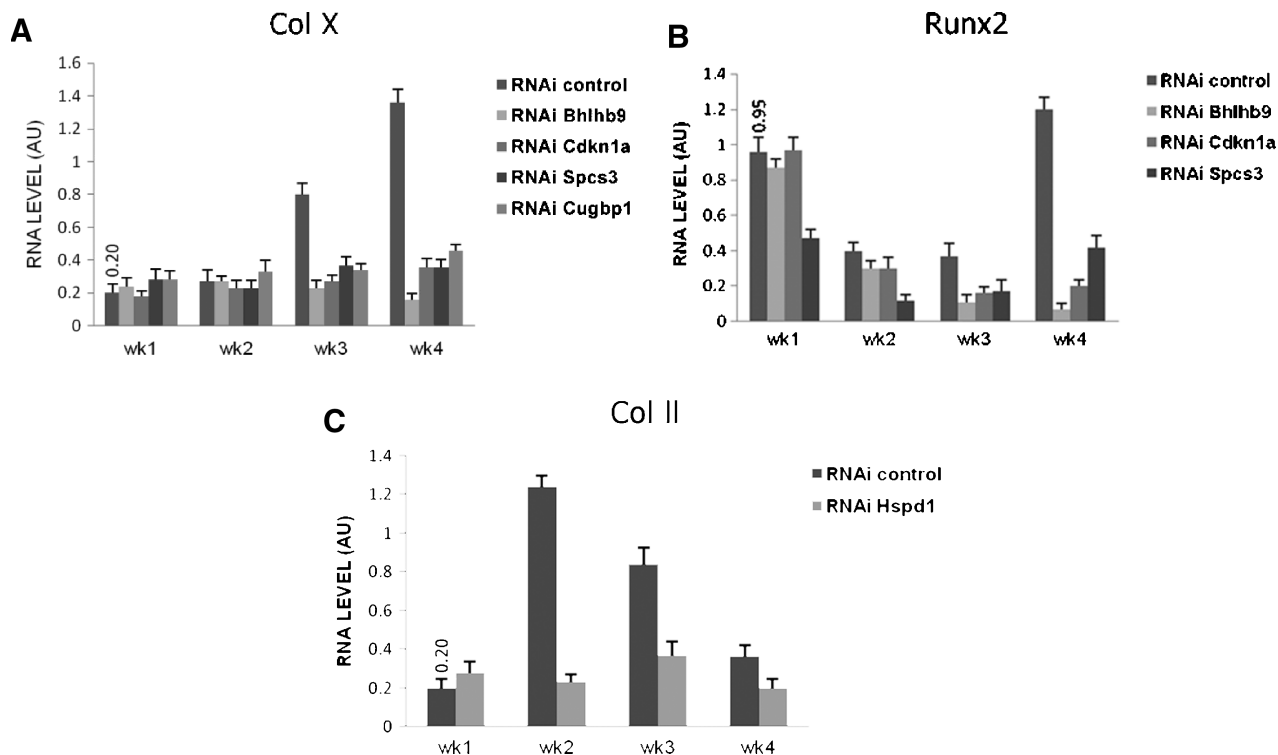 A
Col X
RNA LEVEL (AU)
1.6
1.4
1.2
1
0.8
0.6
0.4
0.2
0
0.20
wk1 wk2 wk3 wk4
RNAi control
RNAi Bhlhb9
RNAi Cdkn1a
RNAi Spcs3
RNAi Cugbp1
B
Runx2
RNA LEVEL (AU)
1.4
1.2
1
0.8
0.6
0.4
0.2
0
0.95
wk1 wk2 wk3 wk4
RNAi control
RNAi Bhlhb9
RNAi Cdkn1a
RNAi Spcs3
C
Col II
RNA LEVEL (AU)
1.4
1.2
1
0.8
0.6
0.4
0.2
0
0.20
wk1 wk2 wk3 wk4
RNAi control
RNAi Hspd1